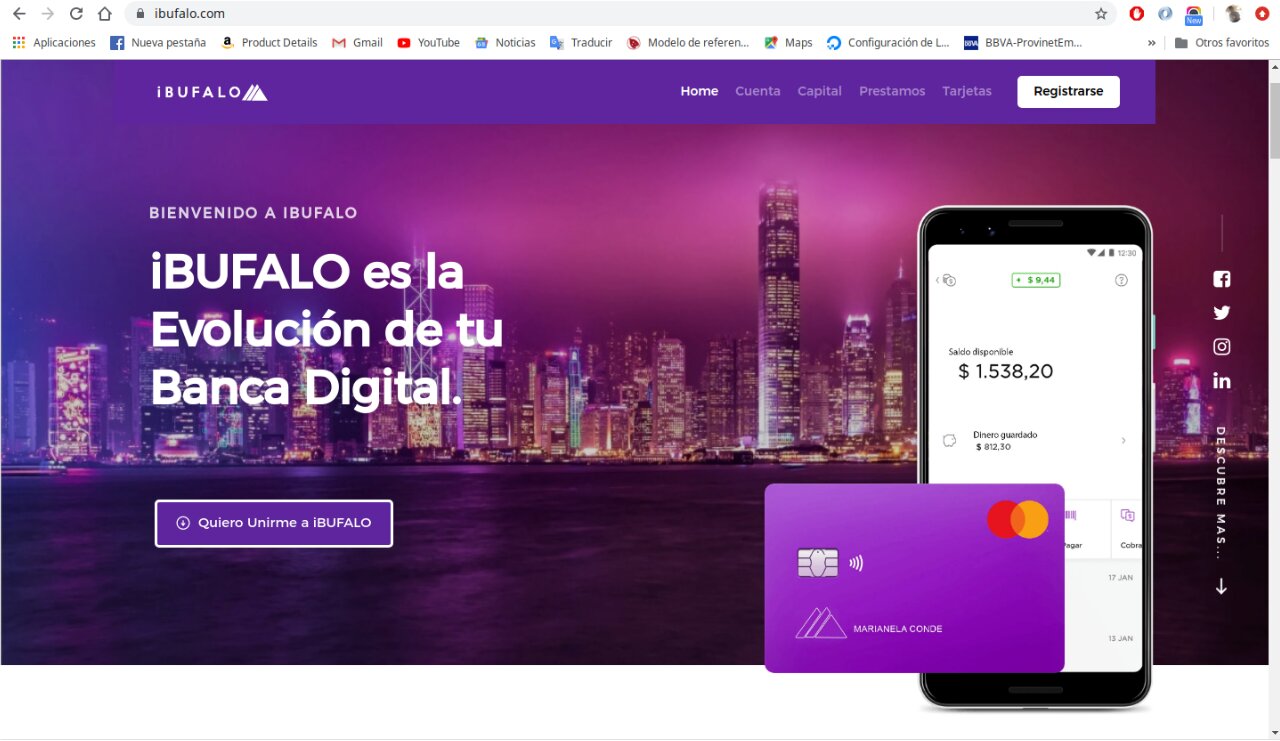 ibufalo.com
New
Aplicaciones
Nueva pestaña
Product Details
Gmail
YouTube
Noticias
Traducir
Modelo de referen...
Maps
Configuración de L...
BBVA
BBVA-ProvinetEm...
»
Otros favoritos
iBUFALO
Home
Cuenta
Capital
Prestamos
Tarjetas
Registrarse
BIENVENIDO A IBUFALO
iBUFALO es la
Evolución de tu
Banca Digital.
Quiero Unirme a iBUFALO
12:30
+ $ 9,44
?
Saldo disponible
$ 1.538,20
Dinero guardado
$ 812,30
Pagar
Cobra
17 JAN
13 JAN
MARIANELA CONDE
DESCUBRE MAS...